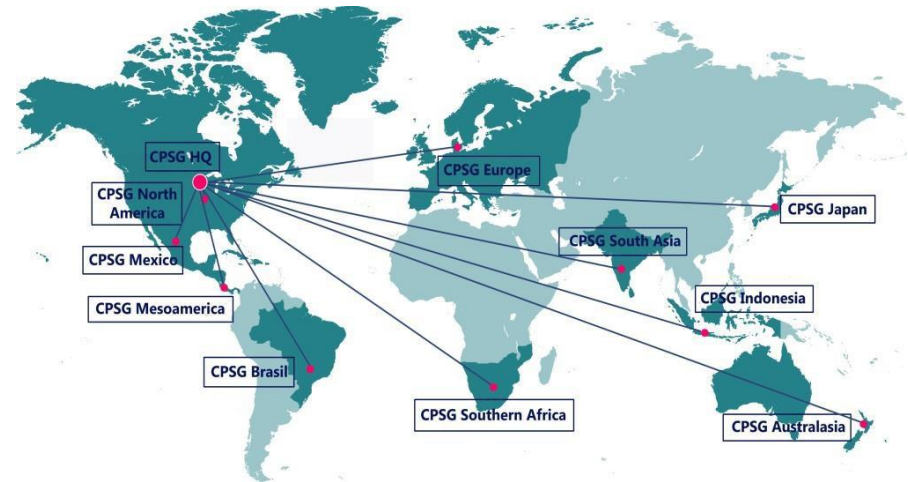 CPSG HQ
CPSG North
America
CPSG Mexico
CPSG Mesoamerica
CPSG Brasil
CPSG Europe
CPSG South Asia
CPSG Japan
CPSG Indonesia
CPSG Southern Africa
CPSG Australasia